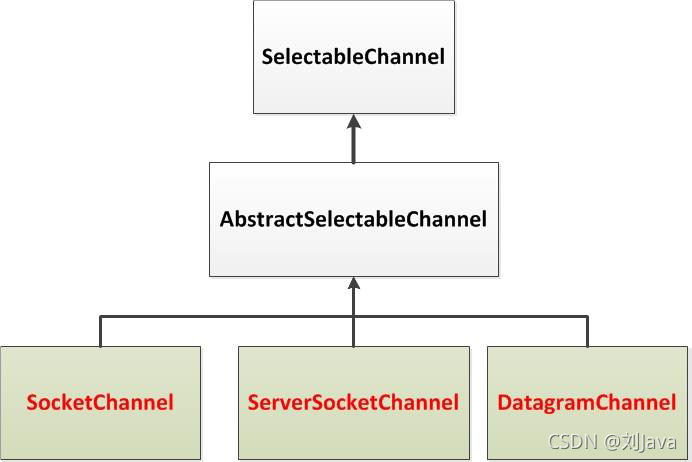 SelectableChannel
AbstractSelectableChannel
SocketChannel
ServerSocketChannel
DatagramChannel
CSDN @刘Java